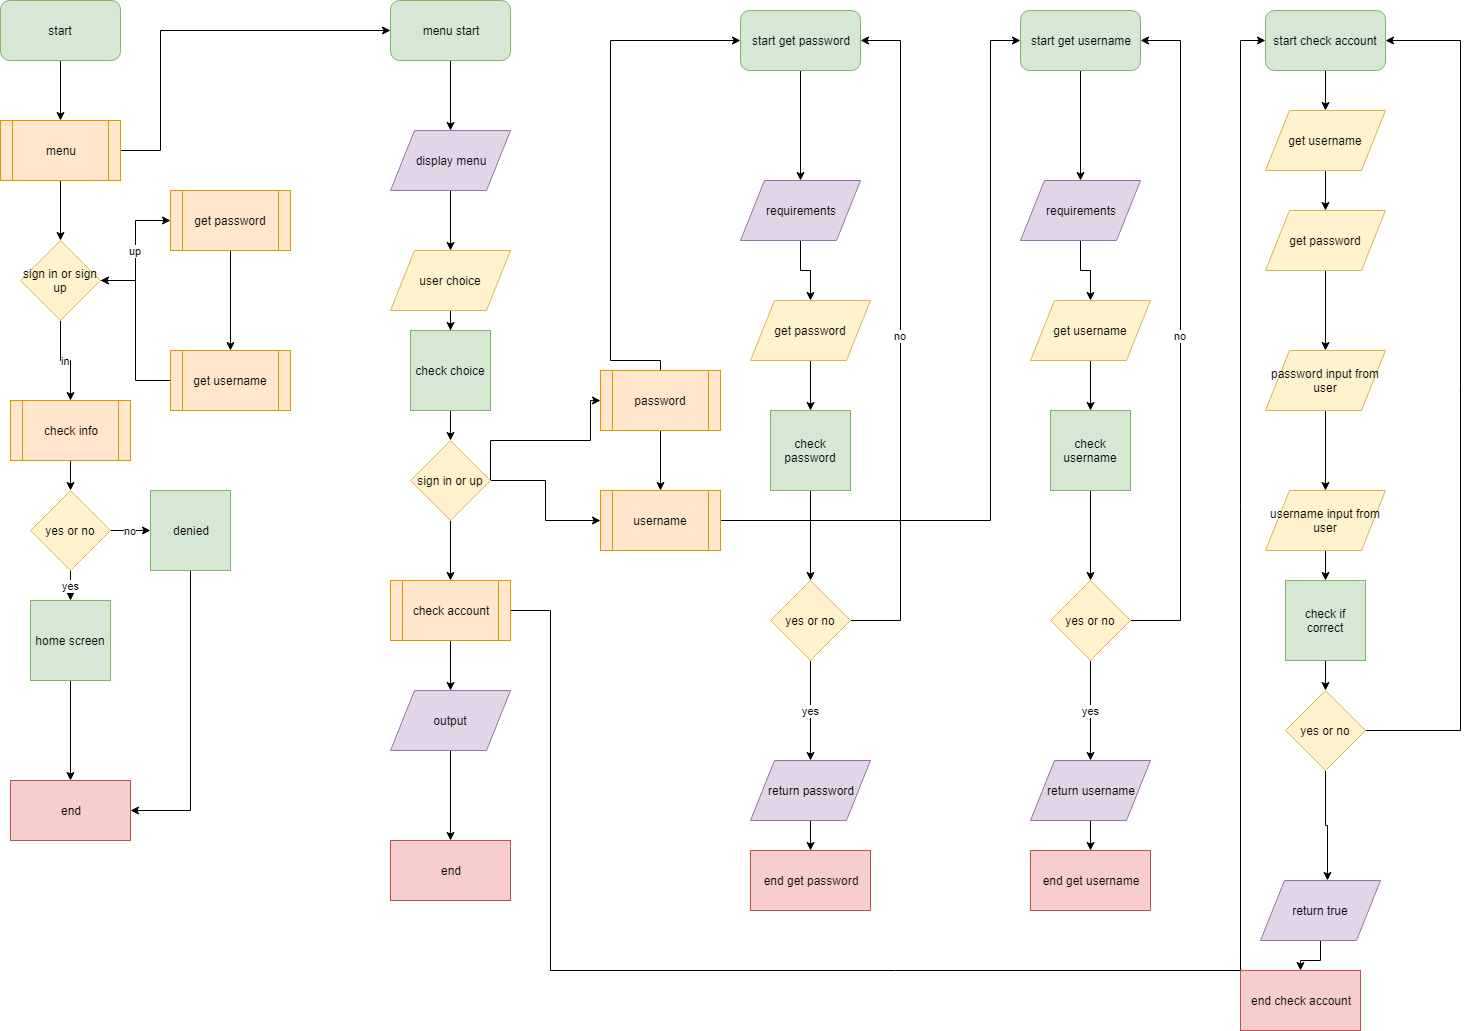 start
menu
sign in or sign
up
up
get password
get username
in
check info
yes or no
no
denied
yes
home screen
end
menu start
display menu
user choice
check choice
sign in or up
password
username
check account
output
end
start get password
requirements
get password
no
check
password
yes or no
yes
return password
end get password
start get username
requirements
get username
no
check
username
yes or no
yes
return username
end get username
start check account
get username
get password
password input from
user
username input from
user
check if
correct
yes or no
return true
end check account